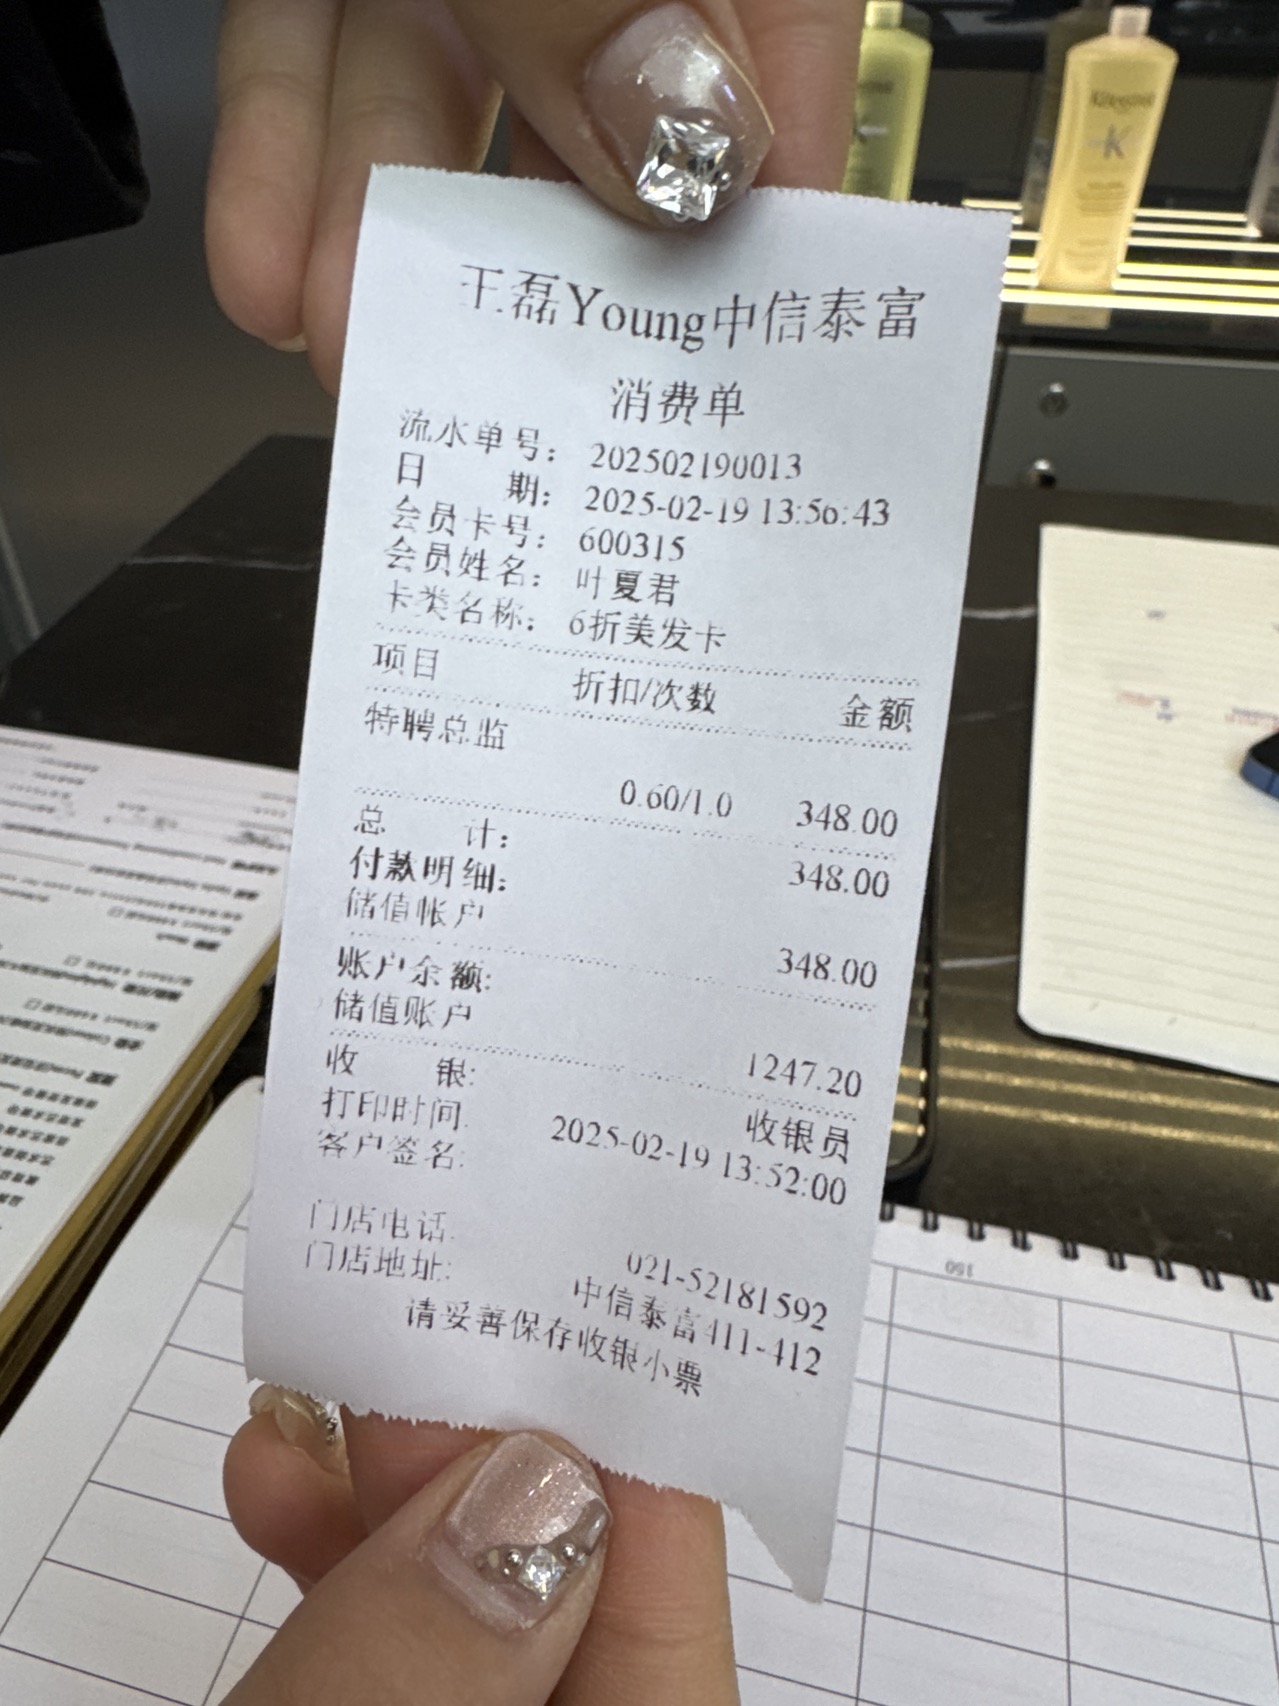 王磊Young中信泰富
消费单
流水单号: 202502190013
日 期: 2025-02-19 13:56:43
会员卡号: 600315
会员姓名: 叶夏君
卡类名称: 6折美发卡
项目 折扣/次数 金额
特聘总监
0.60/1.0 348.00
总 计: 348.00
付款明细:
储值帐户 348.00
账户余额:
储值账户 1247.20
收 银: 收银员
打印时间: 2025-02-19 13:52:00
客户签名:
门店电话: 021-52181592
门店地址: 中信泰富411-412
请妥善保存收银小票
160